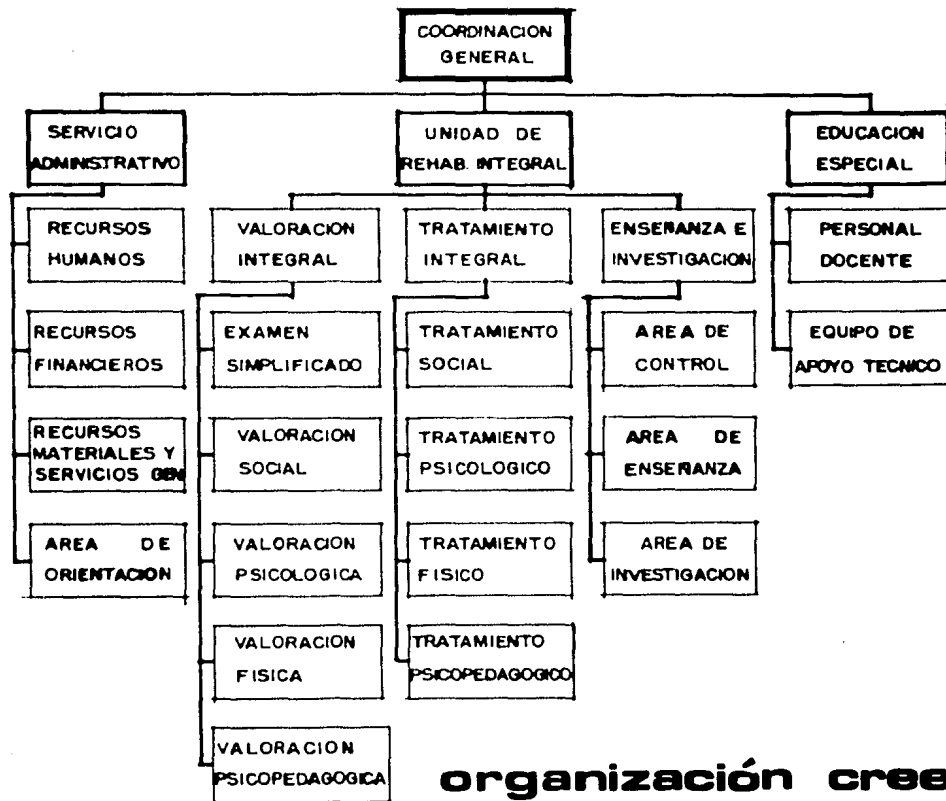 COORDINACION
GENERAL
SERVICIO
ADMINISTRATIVO
UNIDAD DE
REHAB. INTEGRAL
EDUCACION
ESPECIAL
RECURSOS
HUMANOS
VALORACION
INTEGRAL
TRATAMIENTO
INTEGRAL
ENSEÑANZA E
INVESTIGACION
PERSONAL
DOCENTE
RECURSOS
FINANCIEROS
EXAMEN
SIMPLIFICADO
TRATAMIENTO
SOCIAL
AREA DE
CONTROL
EQUIPO DE
APOYO TECNICO
RECURSOS
MATERIALES Y
SERVICIOS GEN
VALORACION
SOCIAL
TRATAMIENTO
PSICOLOGICO
AREA DE
ENSEÑANZA
AREA DE
ORIENTACION
VALORACION
PSICOLOGICA
TRATAMIENTO
FISICO
AREA DE
INVESTIGACION
VALORACION
FISICA
TRATAMIENTO
PSICOPEDAGOGICO
VALORACION
PSICOPEDAGOGICA
organización cree